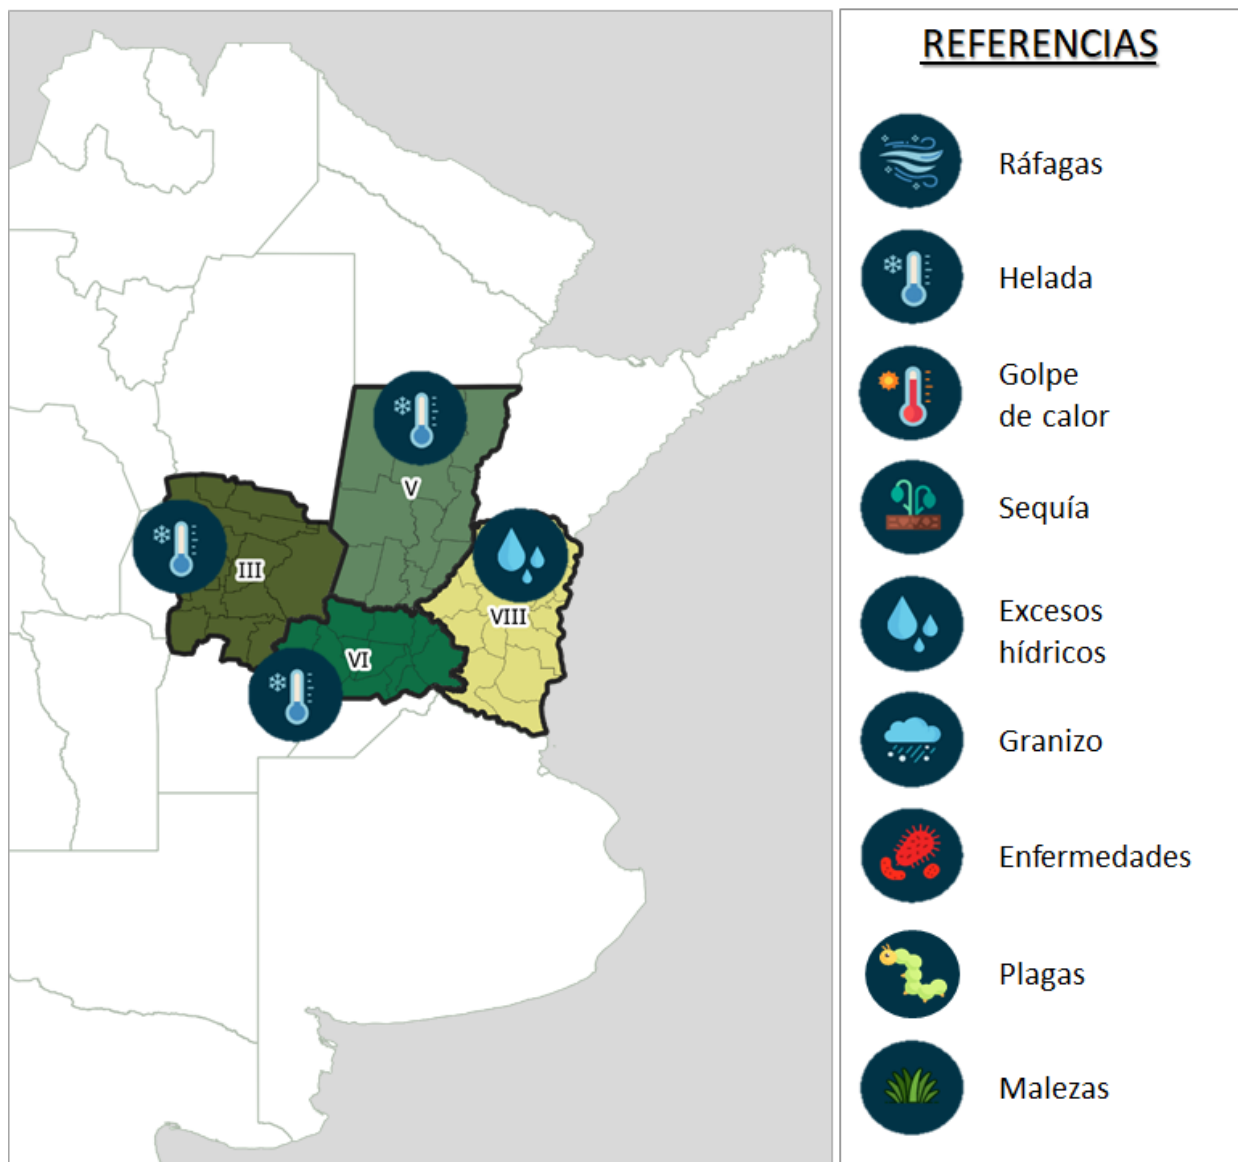 REFERENCIAS
Ráfagas
Helada
Golpe
de calor
Sequía
Excesos
hídricos
Granizo
Enfermedades
Plagas
Malezas
V
III
VIII
VI